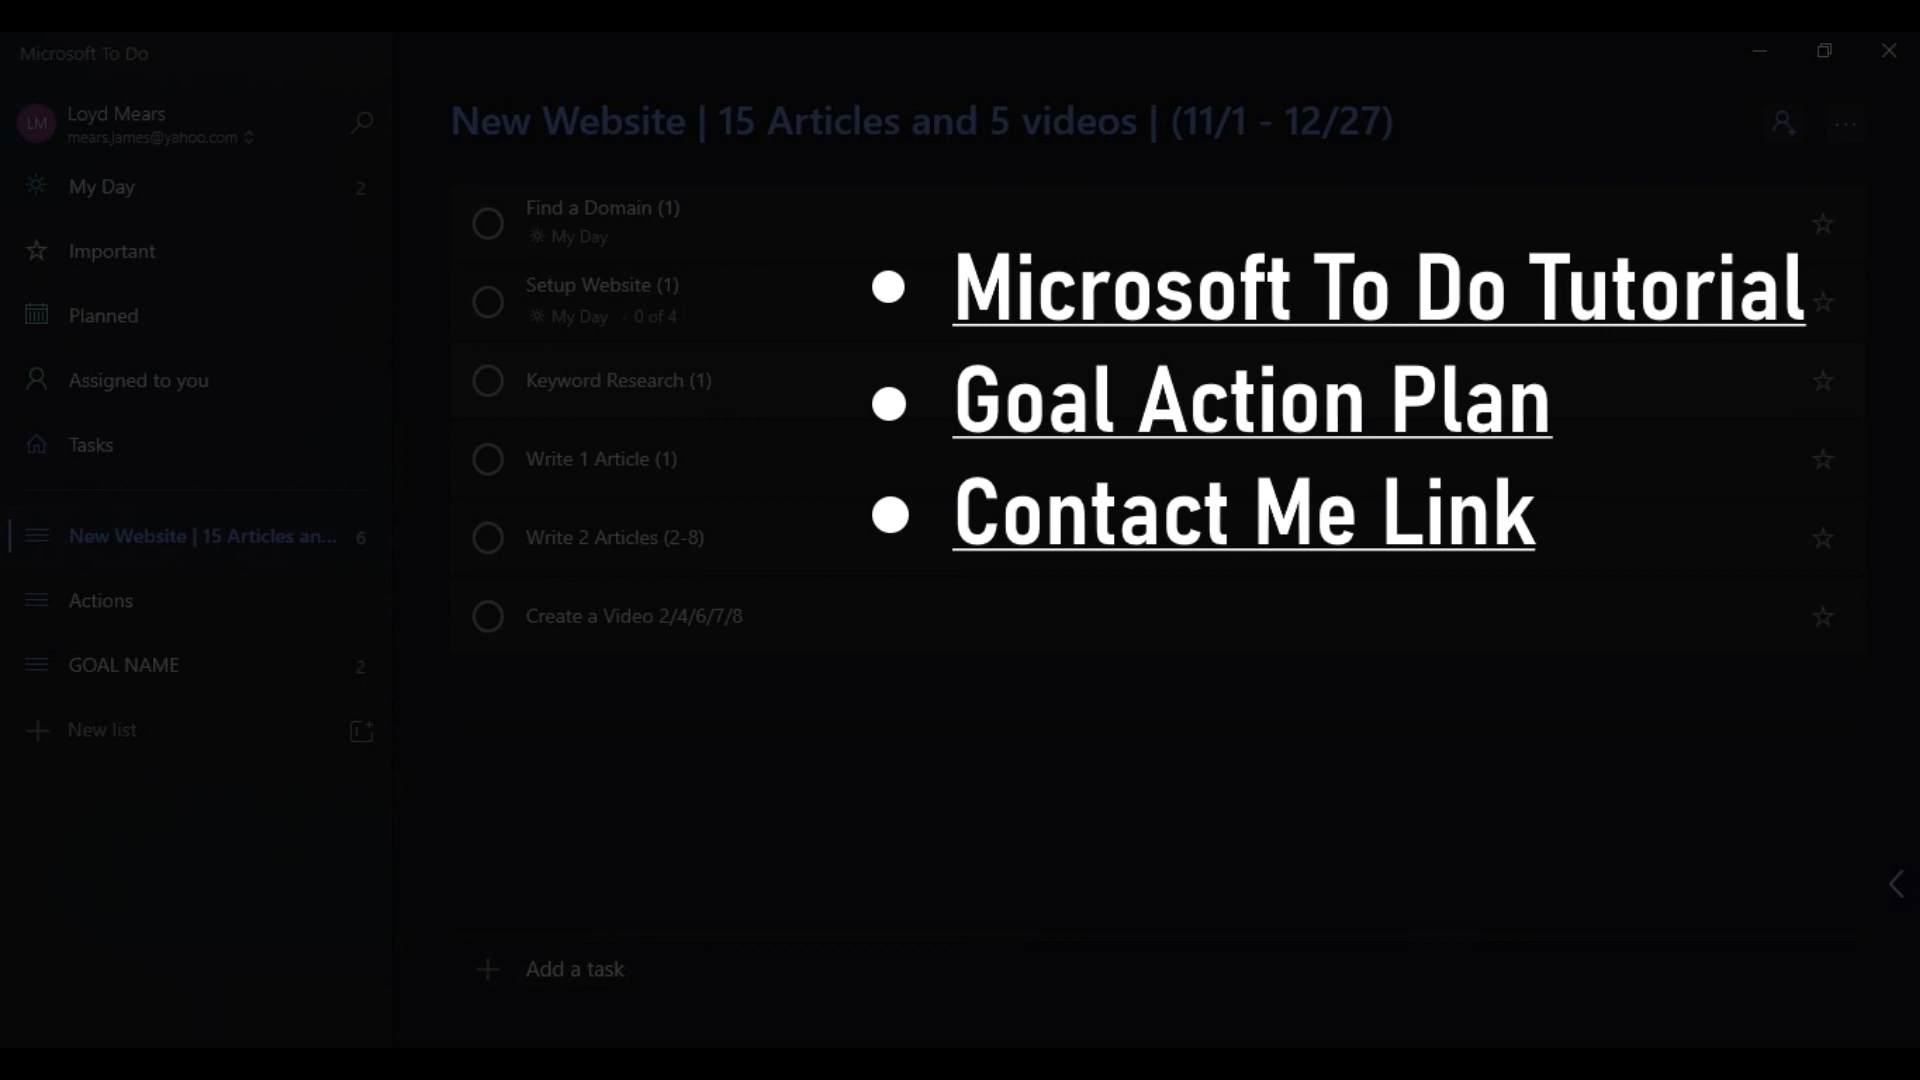 Microsoft To Do
LM
Loyd Mears
mears.james@yahoo.com
My Day 2
Important
Planned
Assigned to you
Tasks
New Website | 15 Articles an... 6
Actions
GOAL NAME 2
New list
New Website | 15 Articles and 5 videos | (11/1 - 12/27)
Find a Domain (1)
My Day
Setup Website (1)
My Day · 0 of 4
Keyword Research (1)
Write 1 Article (1)
Write 2 Articles (2-8)
Create a Video 2/4/6/7/8
Add a task
• Microsoft To Do Tutorial
• Goal Action Plan
• Contact Me Link